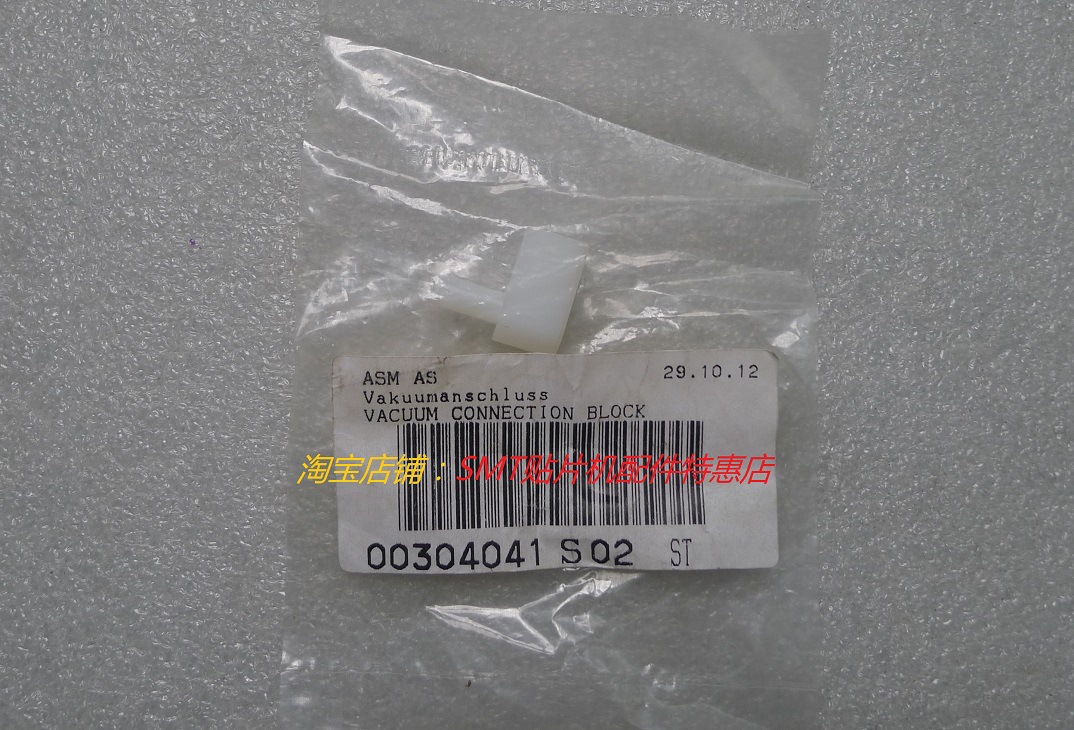 ASM AS
29.10.12
Vakuumanschluss
VACUUM CONNECTION BLOCK
淘宝店铺：SMT贴片机配件特惠店
00304041 S 02 ST